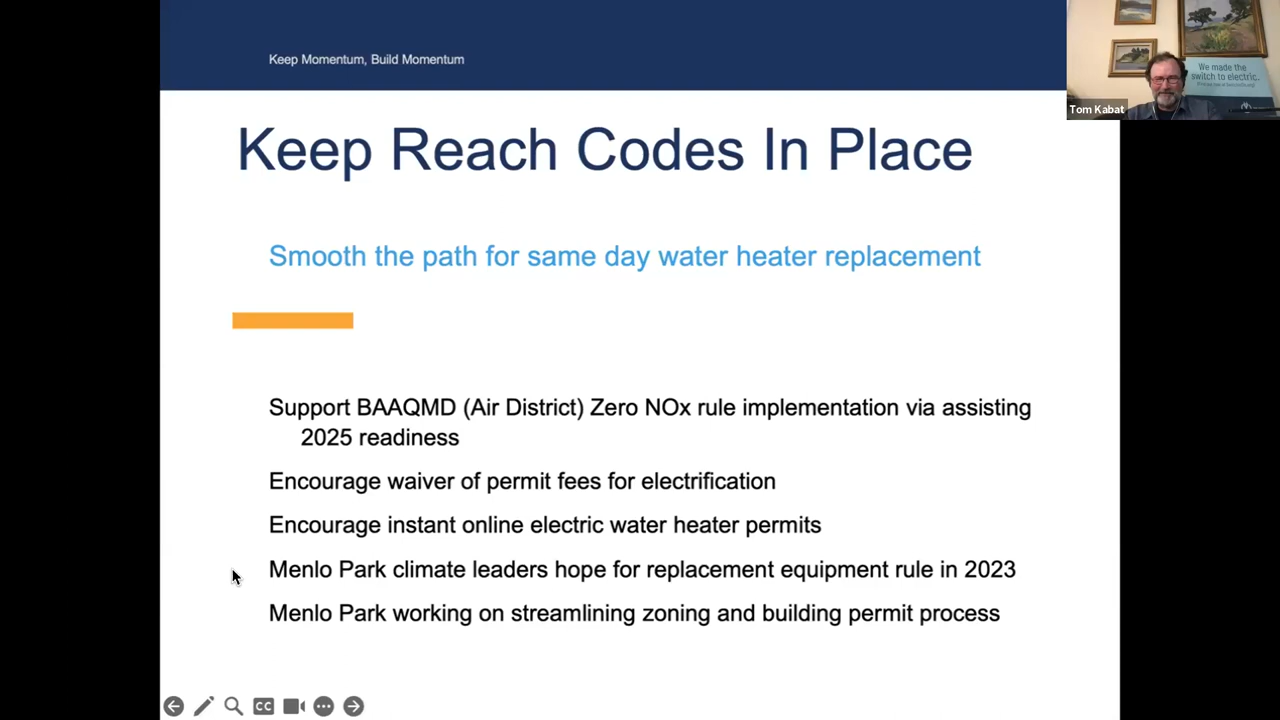 Keep Momentum, Build Momentum
Keep Reach Codes In Place
Smooth the path for same day water heater replacement
Support BAAQMD (Air District) Zero NOx rule implementation via assisting
2025 readiness
Encourage waiver of permit fees for electrification
Encourage instant online electric water heater permits
Menlo Park climate leaders hope for replacement equipment rule in 2023
Menlo Park working on streamlining zoning and building permit process
We made the
switch to electric.
Tom Kabat
CC